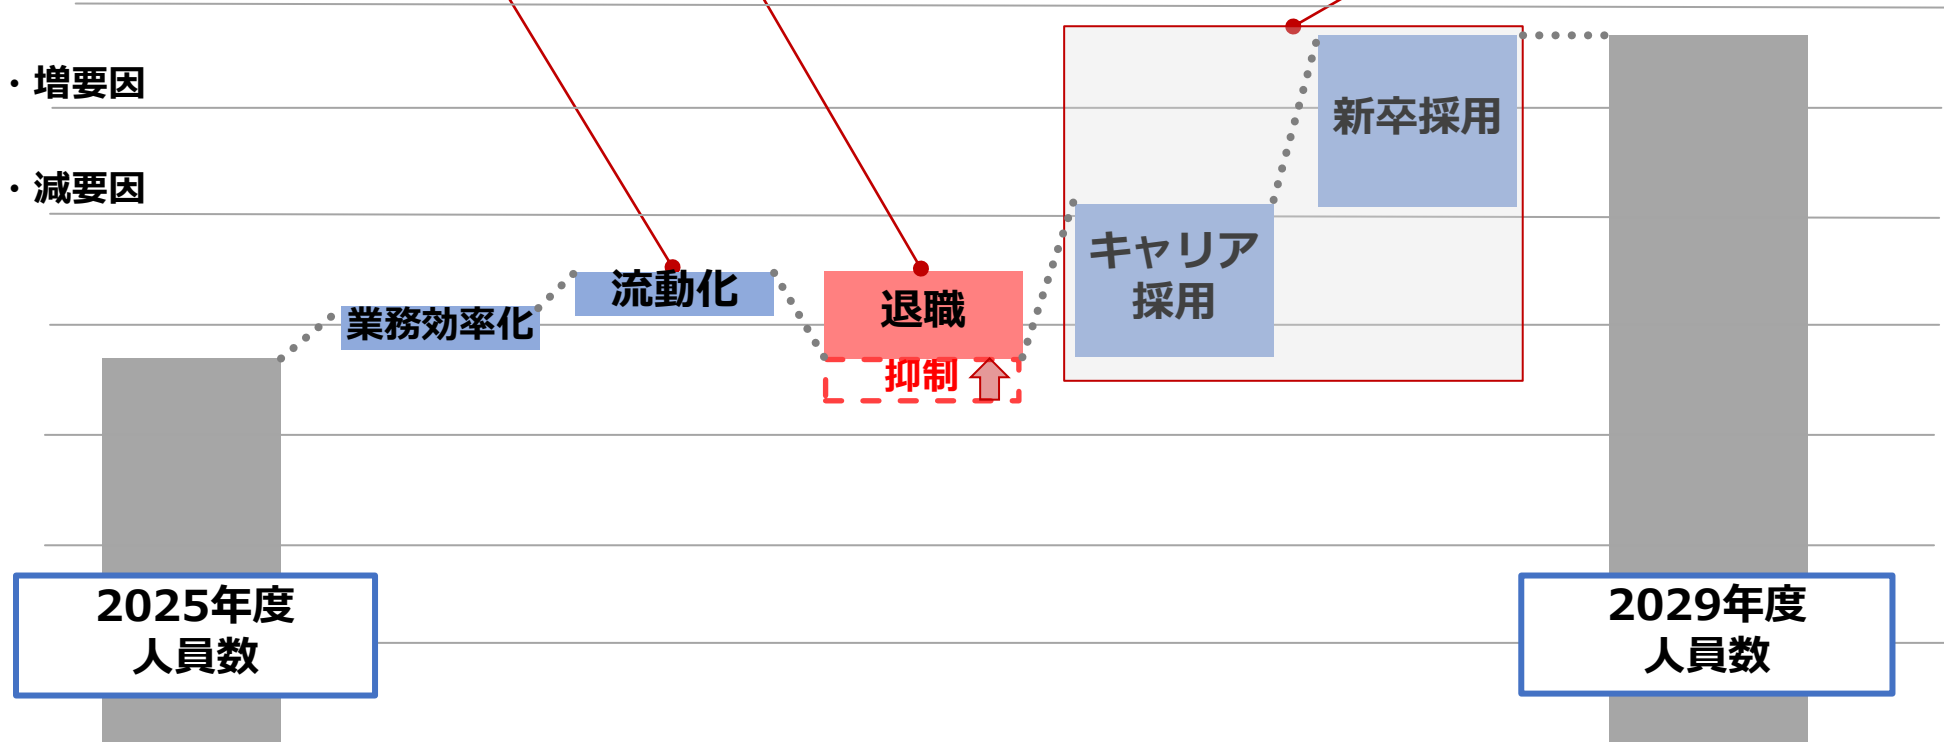 ・増要因
・減要因
業務効率化
流動化
退職
抑制
キャリア
採用
新卒採用
2025年度
人員数
2029年度
人員数